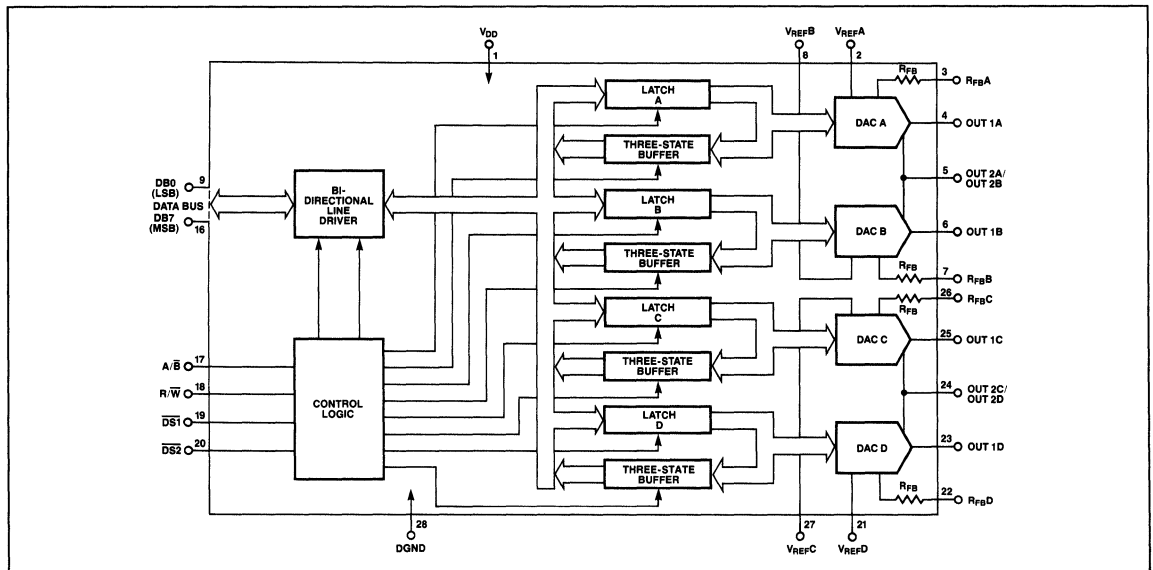 VDD
1
VREFB
8
VREFA
2
RFB
3
RFBA
LATCH
A
DAC A
4
OUT 1A
THREE-STATE
BUFFER
5
OUT 2A/
OUT 2B
DB0
(LSB)
9
DATA BUS
DB7
(MSB)
16
BI-
DIRECTIONAL
LINE
DRIVER
LATCH
B
DAC B
6
OUT 1B
THREE-STATE
BUFFER
RFB
7
RFBB
26
RFBC
RFB
LATCH
C
DAC C
25
OUT 1C
THREE-STATE
BUFFER
24
OUT 2C/
OUT 2D
A/B̅
17
R/W̅
18
D̅S̅1̅
19
D̅S̅2̅
20
CONTROL
LOGIC
LATCH
D
DAC D
23
OUT 1D
THREE-STATE
BUFFER
RFB
22
RFBD
28
DGND
27
VREFC
21
VREFD